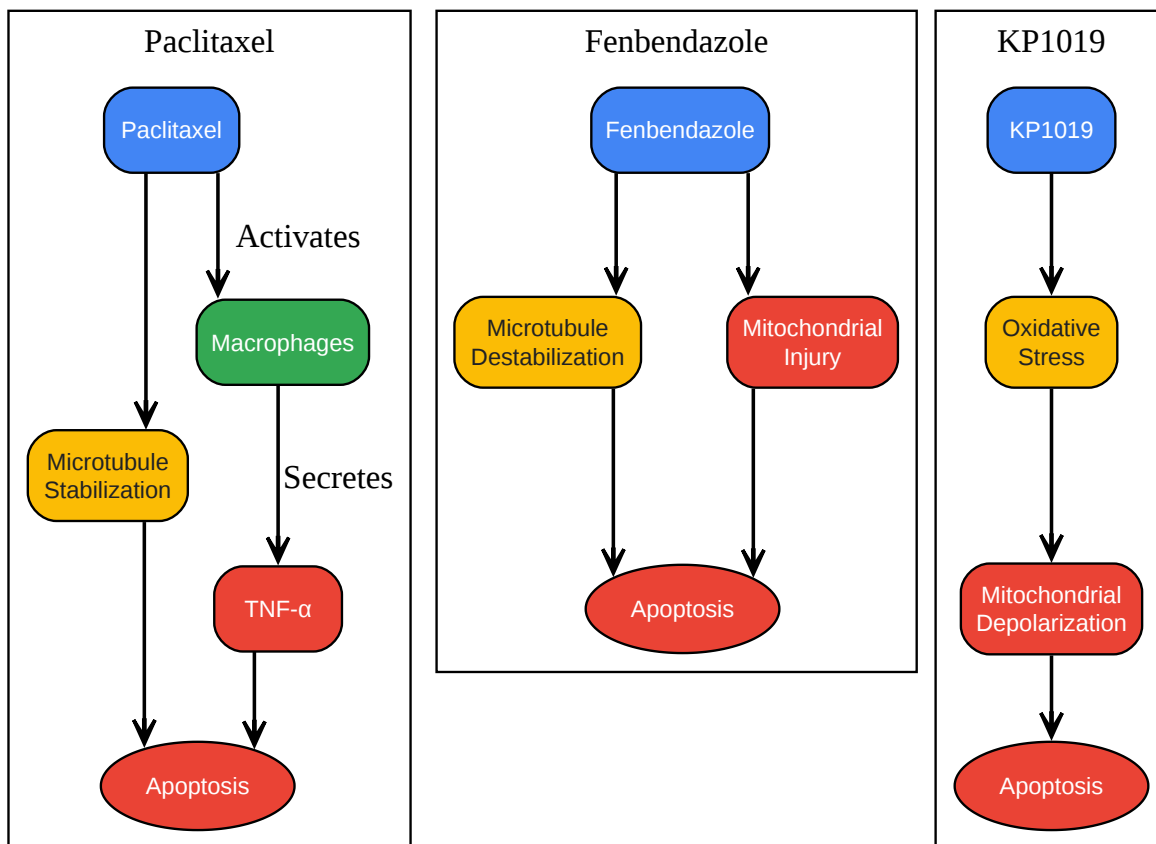 Paclitaxel
Paclitaxel
Activates
Macrophages
Microtubule
Stabilization
Secretes
TNF-α
Apoptosis
Fenbendazole
Fenbendazole
Microtubule
Destabilization
Mitochondrial
Injury
Apoptosis
KP1019
KP1019
Oxidative
Stress
Mitochondrial
Depolarization
Apoptosis